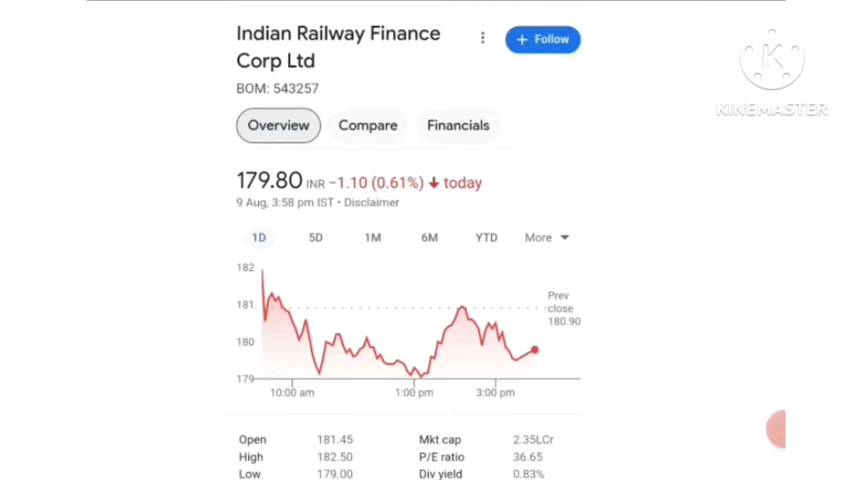 Indian Railway Finance
Corp Ltd
+ Follow
BOM: 543257
Overview
Compare
Financials
179.80 INR −1.10 (0.61%) ↓ today
9 Aug, 3:58 pm IST • Disclaimer
1D 5D 1M 6M YTD More
182
181
180
179
Prev
close
180.90
10:00 am 1:00 pm 3:00 pm
Open 181.45 Mkt cap 2.35LCr
High 182.50 P/E ratio 36.65
Low 179.00 Div yield 0.83%
K
KINEMASTER